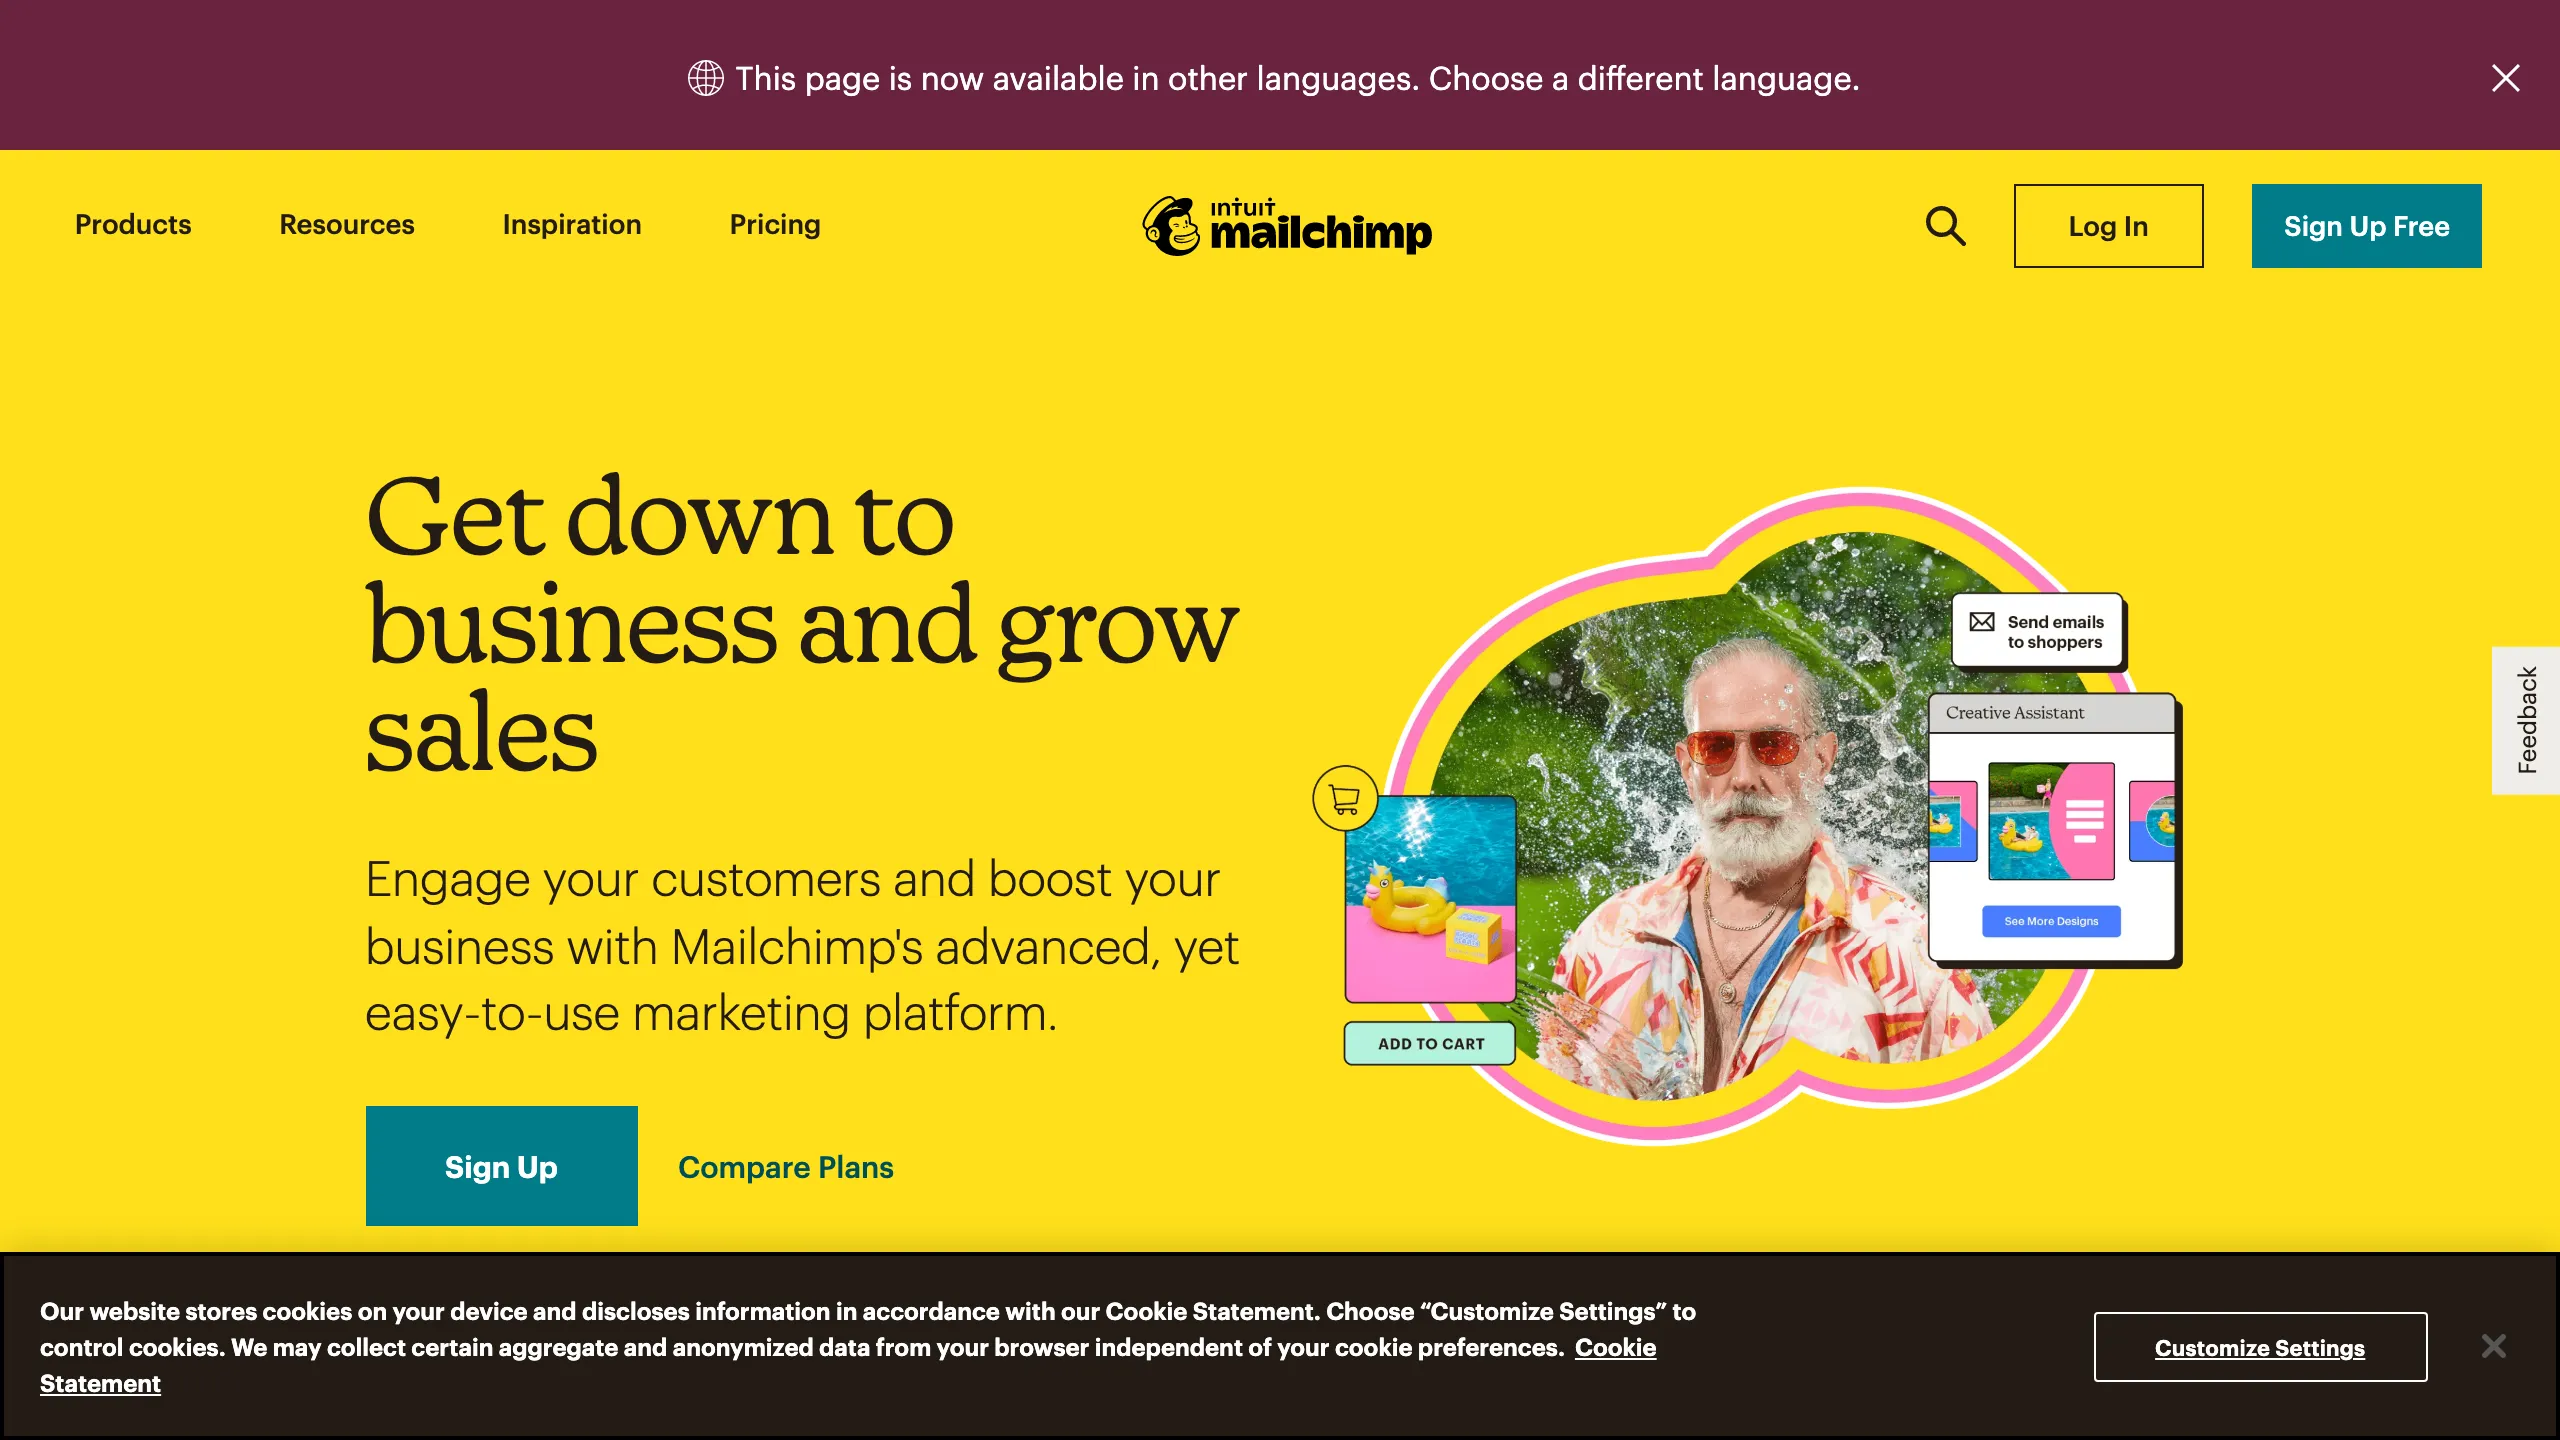 This page is now available in other languages. Choose a different language.
Products
Resources
Inspiration
Pricing
intuit
mailchimp
Log In
Sign Up Free
Get down to
business and grow
sales
Engage your customers and boost your
business with Mailchimp's advanced, yet
easy-to-use marketing platform.
Sign Up
Compare Plans
Send emails
to shoppers
Creative Assistant
See More Designs
ADD TO CART
Feedback
Our website stores cookies on your device and discloses information in accordance with our Cookie Statement. Choose “Customize Settings” to
control cookies. We may collect certain aggregate and anonymized data from your browser independent of your cookie preferences. Cookie
Statement
Customize Settings